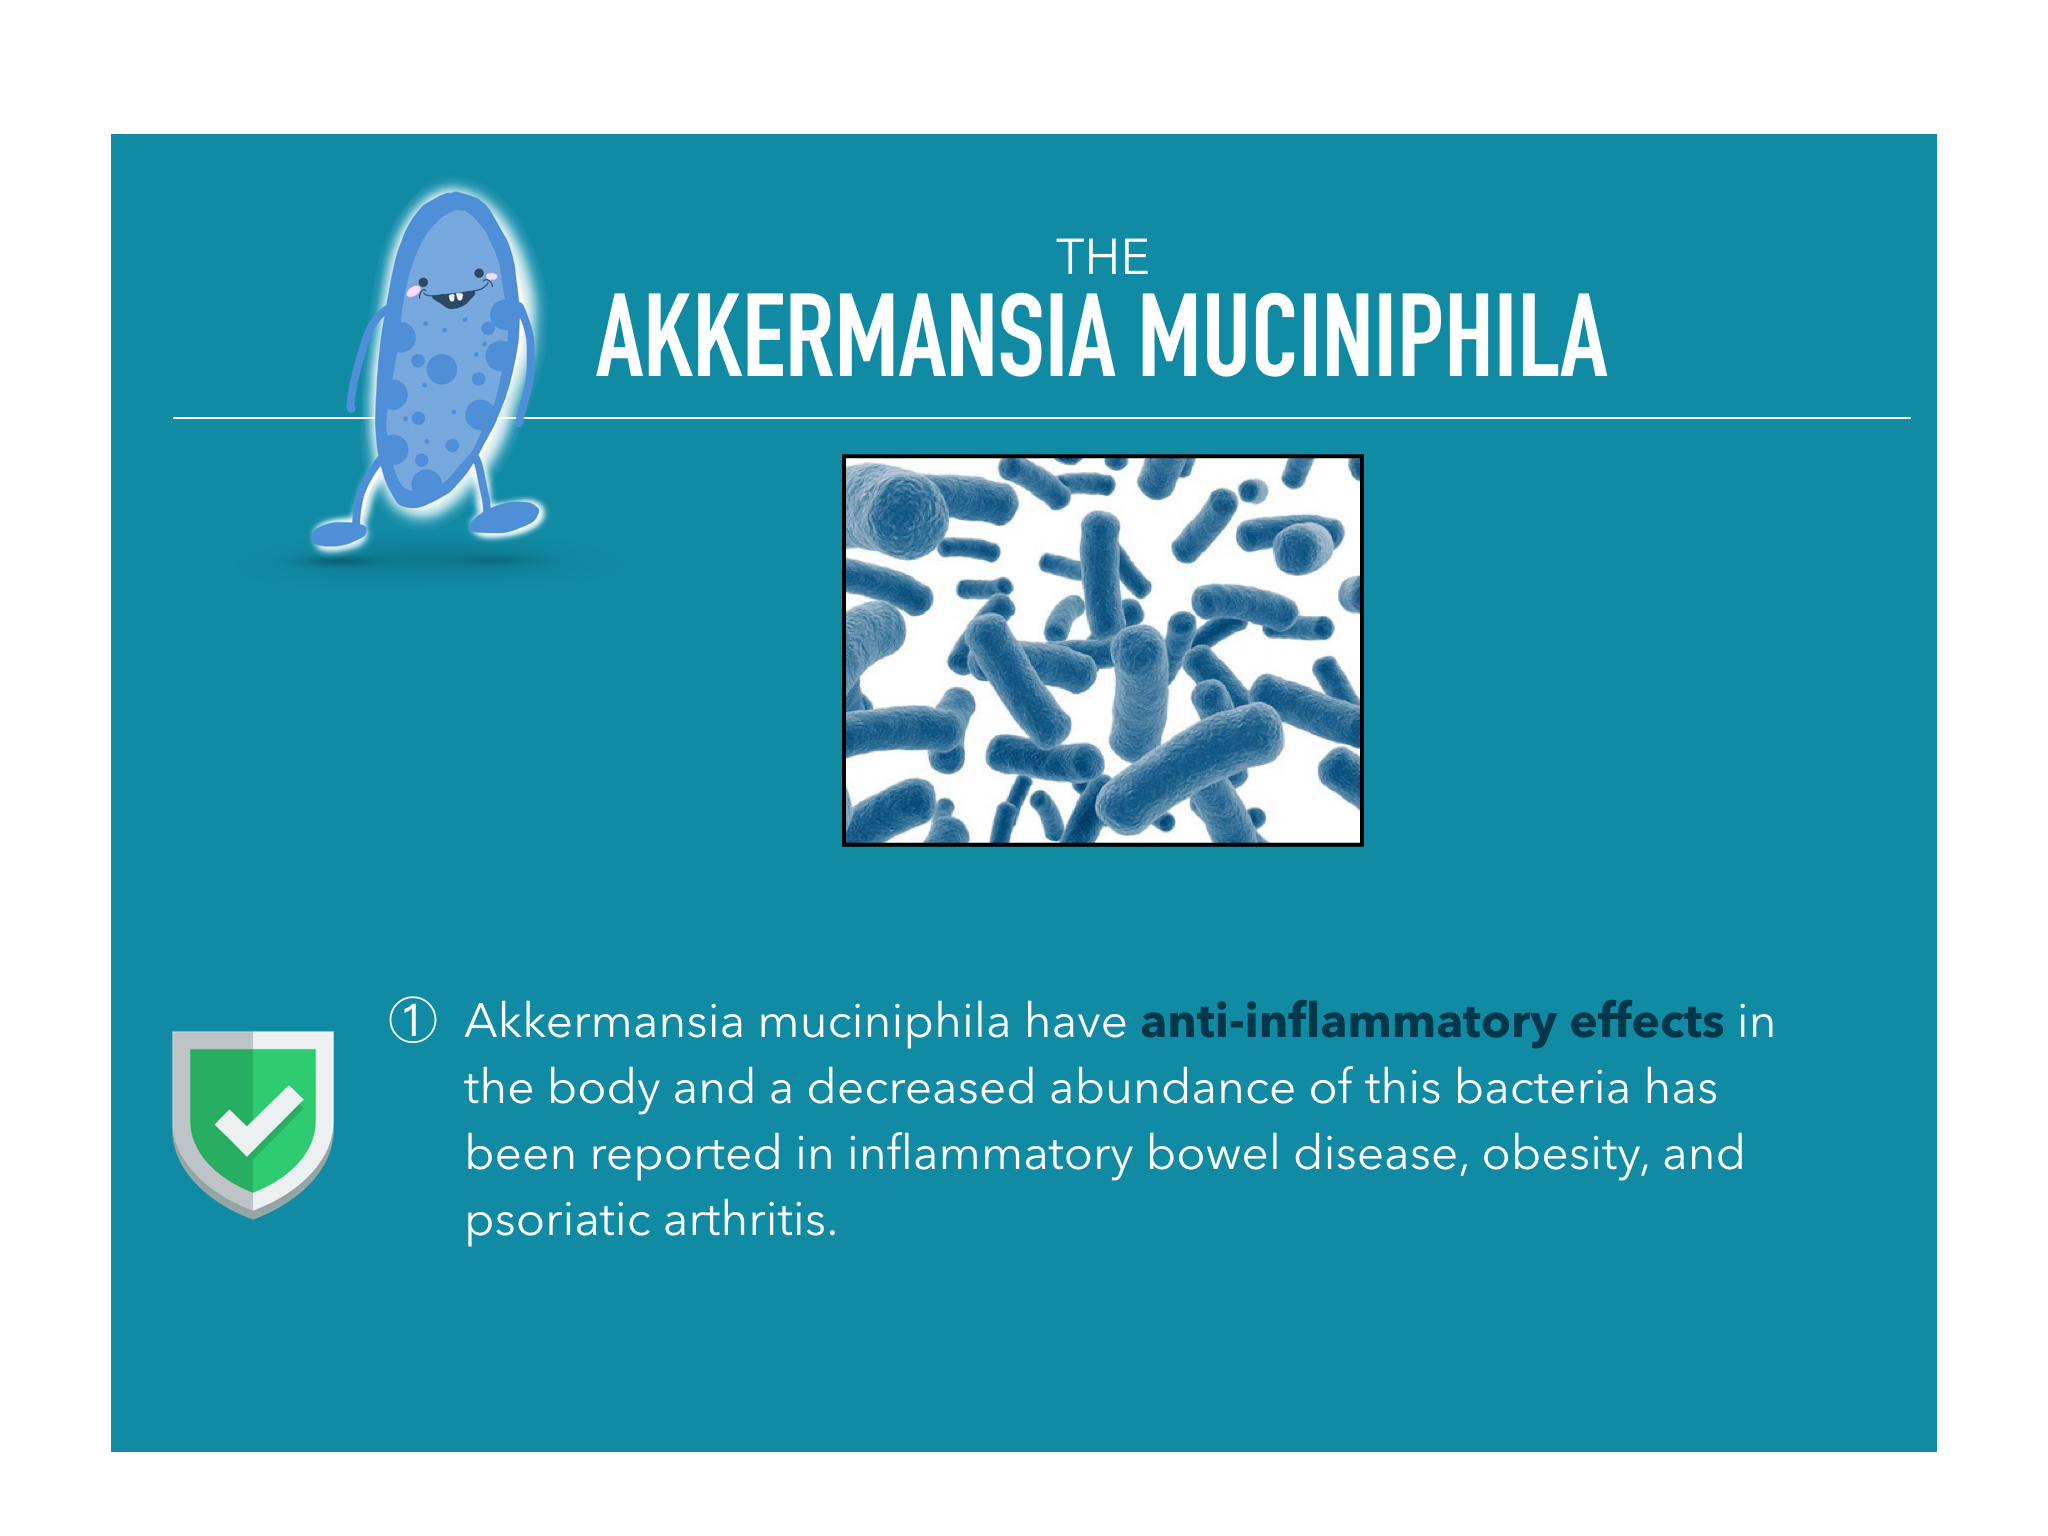 THE
AKKERMANSIA MUCINIPHILA
① Akkermansia muciniphila have anti-inflammatory effects in
the body and a decreased abundance of this bacteria has
been reported in inflammatory bowel disease, obesity, and
psoriatic arthritis.